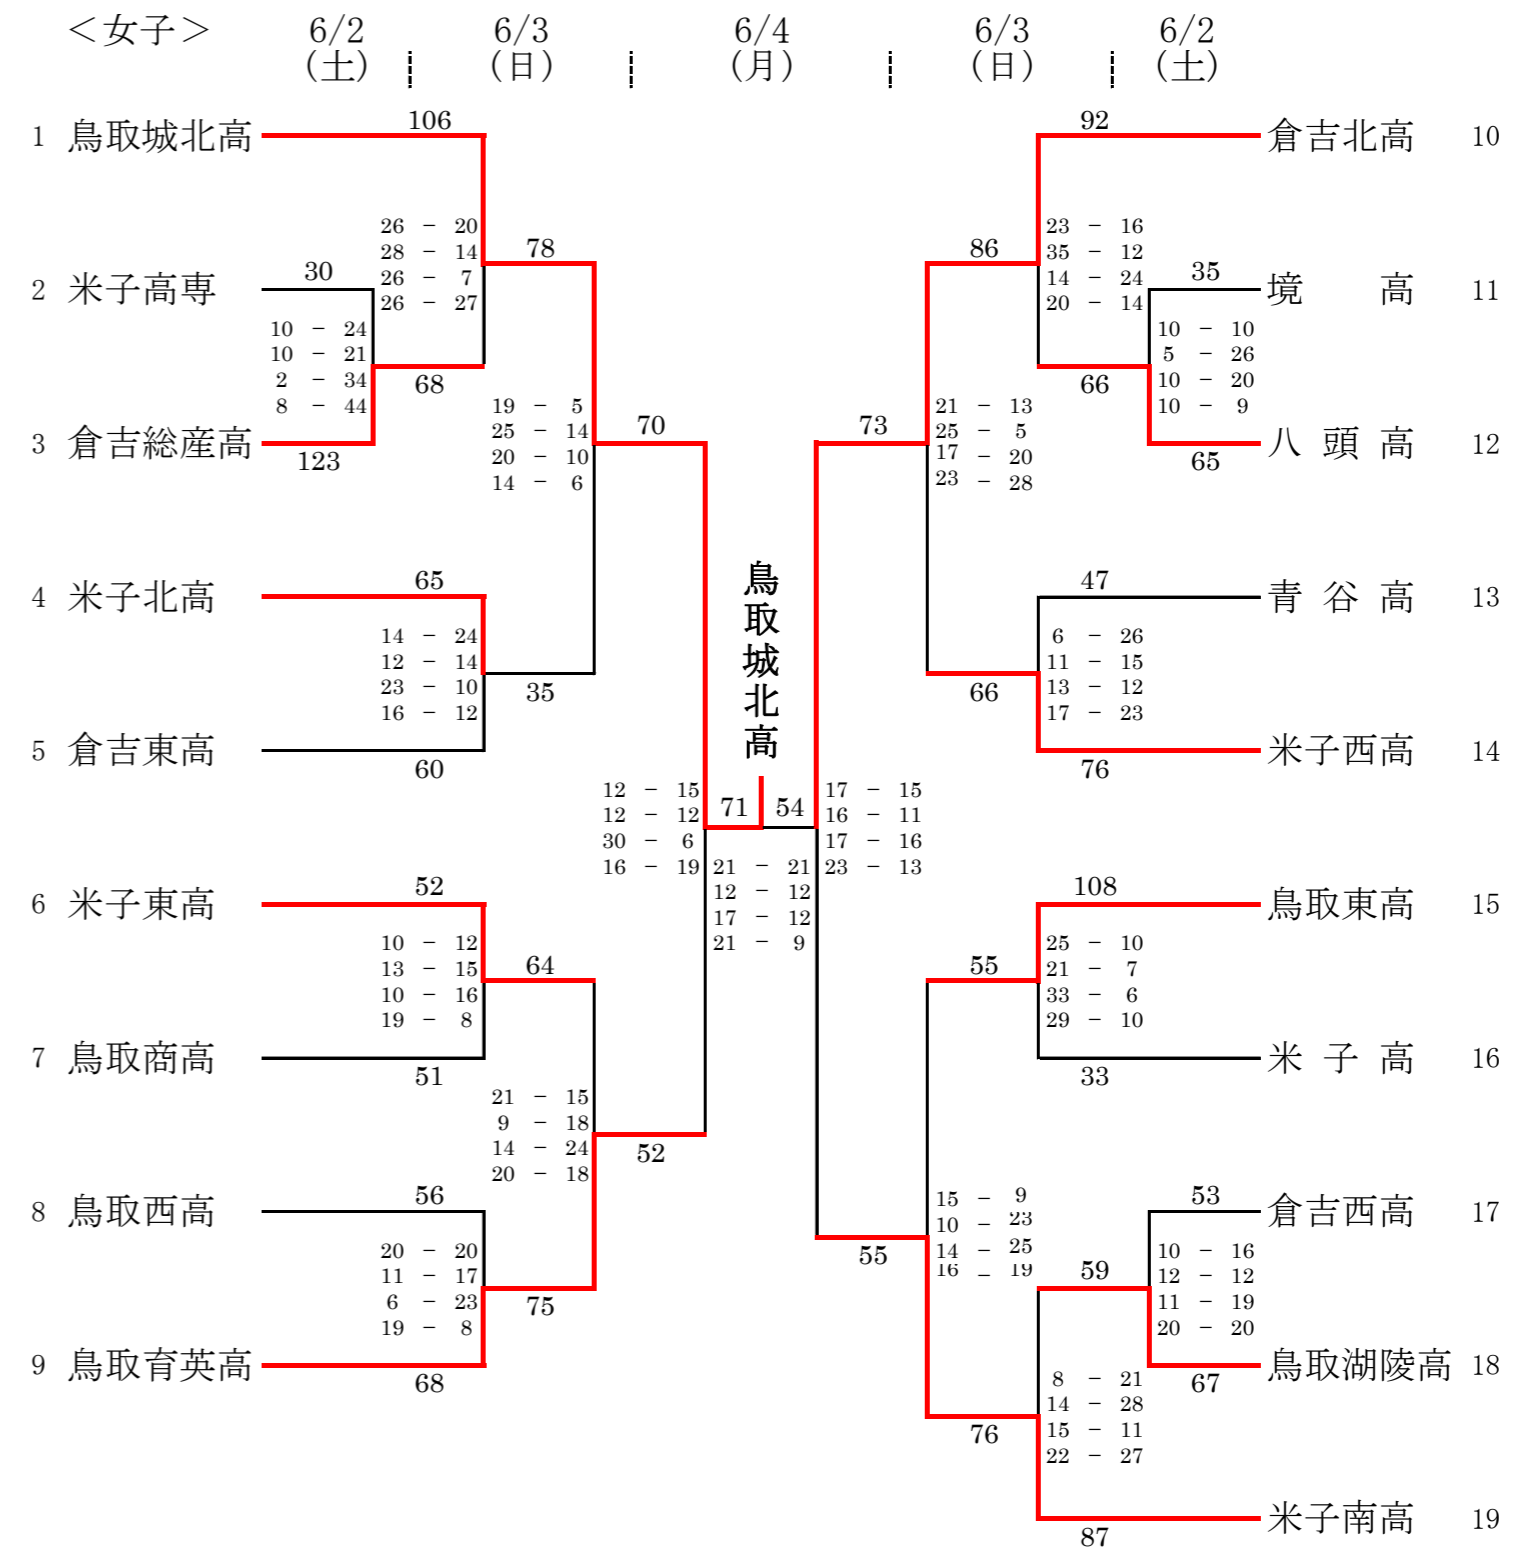 ＜女子＞ 6/2 6/3 6/4 6/3 6/2
(土) (日) (月) (日) (土)
106 92
1 鳥取城北高 倉吉北高 10
26 － 20 23 － 16
28 － 14 78 86 35 － 12
30 26 － 7 14 － 24 35
2 米子高専 境 高 11
26 － 27 20 － 14
10 － 24 10 － 10
10 － 21 5 － 26
2 － 34 68 66 10 － 20
8 － 44 19 － 5 21 － 13 10 － 9
25 － 14 70 73 25 － 5
3 倉吉総産高 八頭高 12
123 20 － 10 17 － 20 65
14 － 6 23 － 28
65 鳥取城北高 47
4 米子北高 青谷高 13
14 － 24 6 － 26
12 － 14 11 － 15
23 － 10 35 66 13 － 12
16 － 12 17 － 23
5 倉吉東高 米子西高 14
60 76
12 － 15 17 － 15
12 － 12 71 54 16 － 11
30 － 6 17 － 16
16 － 19 21 － 21 23 － 13
52 12 － 12 108
6 米子東高 鳥取東高 15
17 － 12
10 － 12 21 － 9 25 － 10
13 － 15 64 55 21 － 7
10 － 16 33 － 6
19 － 8 29 － 10
7 鳥取商高 米子高 16
51 33
21 － 15
9 － 18
14 － 24 52
20 － 18
56 15 － 9 53
8 鳥取西高 倉吉西高 17
10 － 23
20 － 20 55 14 － 25 10 － 16
11 － 17 16 － 19 59 12 － 12
6 － 23 75 11 － 19
19 － 8 20 － 20
9 鳥取育英高 鳥取湖陵高 18
68 8 － 21 67
14 － 28
76 15 － 11
22 － 27
米子南高 19
87